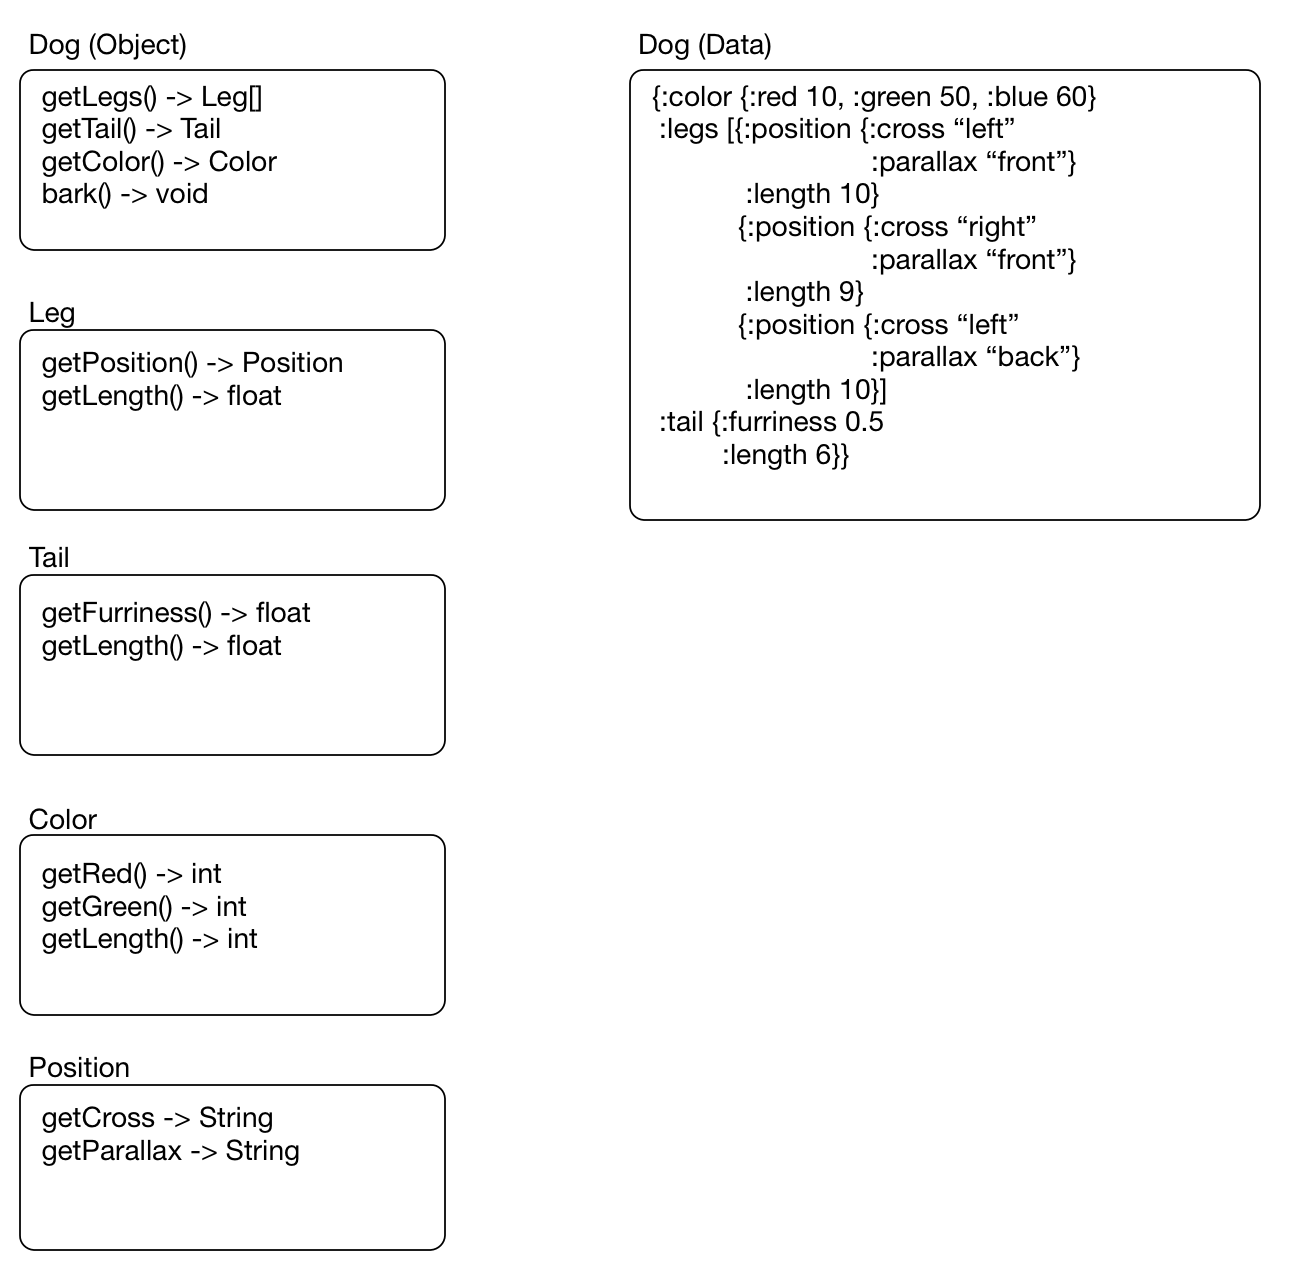 Dog (Object)
getLegs() -> Leg[]
getTail() -> Tail
getColor() -> Color
bark() -> void
Leg
getPosition() -> Position
getLength() -> float
Tail
getFurriness() -> float
getLength() -> float
Color
getRed() -> int
getGreen() -> int
getLength() -> int
Position
getCross -> String
getParallax -> String
Dog (Data)
{:color {:red 10, :green 50, :blue 60}
:legs [{:position {:cross “left”
:parallax “front”}
:length 10}
{:position {:cross “right”
:parallax “front”}
:length 9}
{:position {:cross “left”
:parallax “back”}
:length 10}]
:tail {:furriness 0.5
:length 6}}